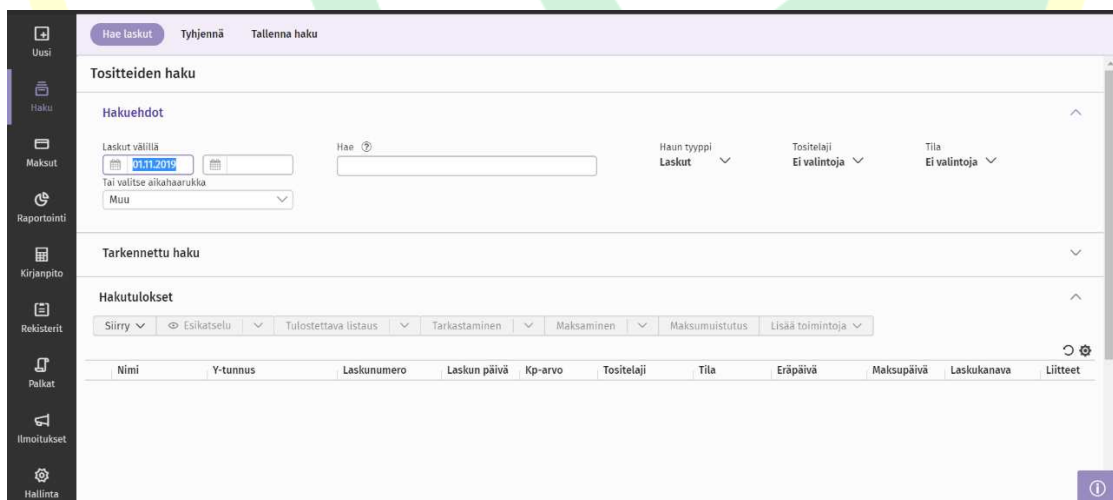 Uusi
Haku
Maksut
Raportointi
Kirjanpito
Rekisterit
Palkat
Ilmoitukset
Hallinta
Hae laskut Tyhjennä Tallenna haku
Tositteiden haku
Hakuehdot
Laskut välillä Hae ? Haun tyyppi Tositelaji Tila
01.11.2019 Laskut Ei valintoja Ei valintoja
Tai valitse aikahaarukka
Muu
Tarkennettu haku
Hakutulokset
Siirry Esikatselu Tulostettava listaus Tarkastaminen Maksaminen Maksumuistutus Lisää toimintoja
Nimi Y-tunnus Laskunumero Laskun päivä Kp-arvo Tositelaji Tila Eräpäivä Maksupäivä Laskukanava Liitteet